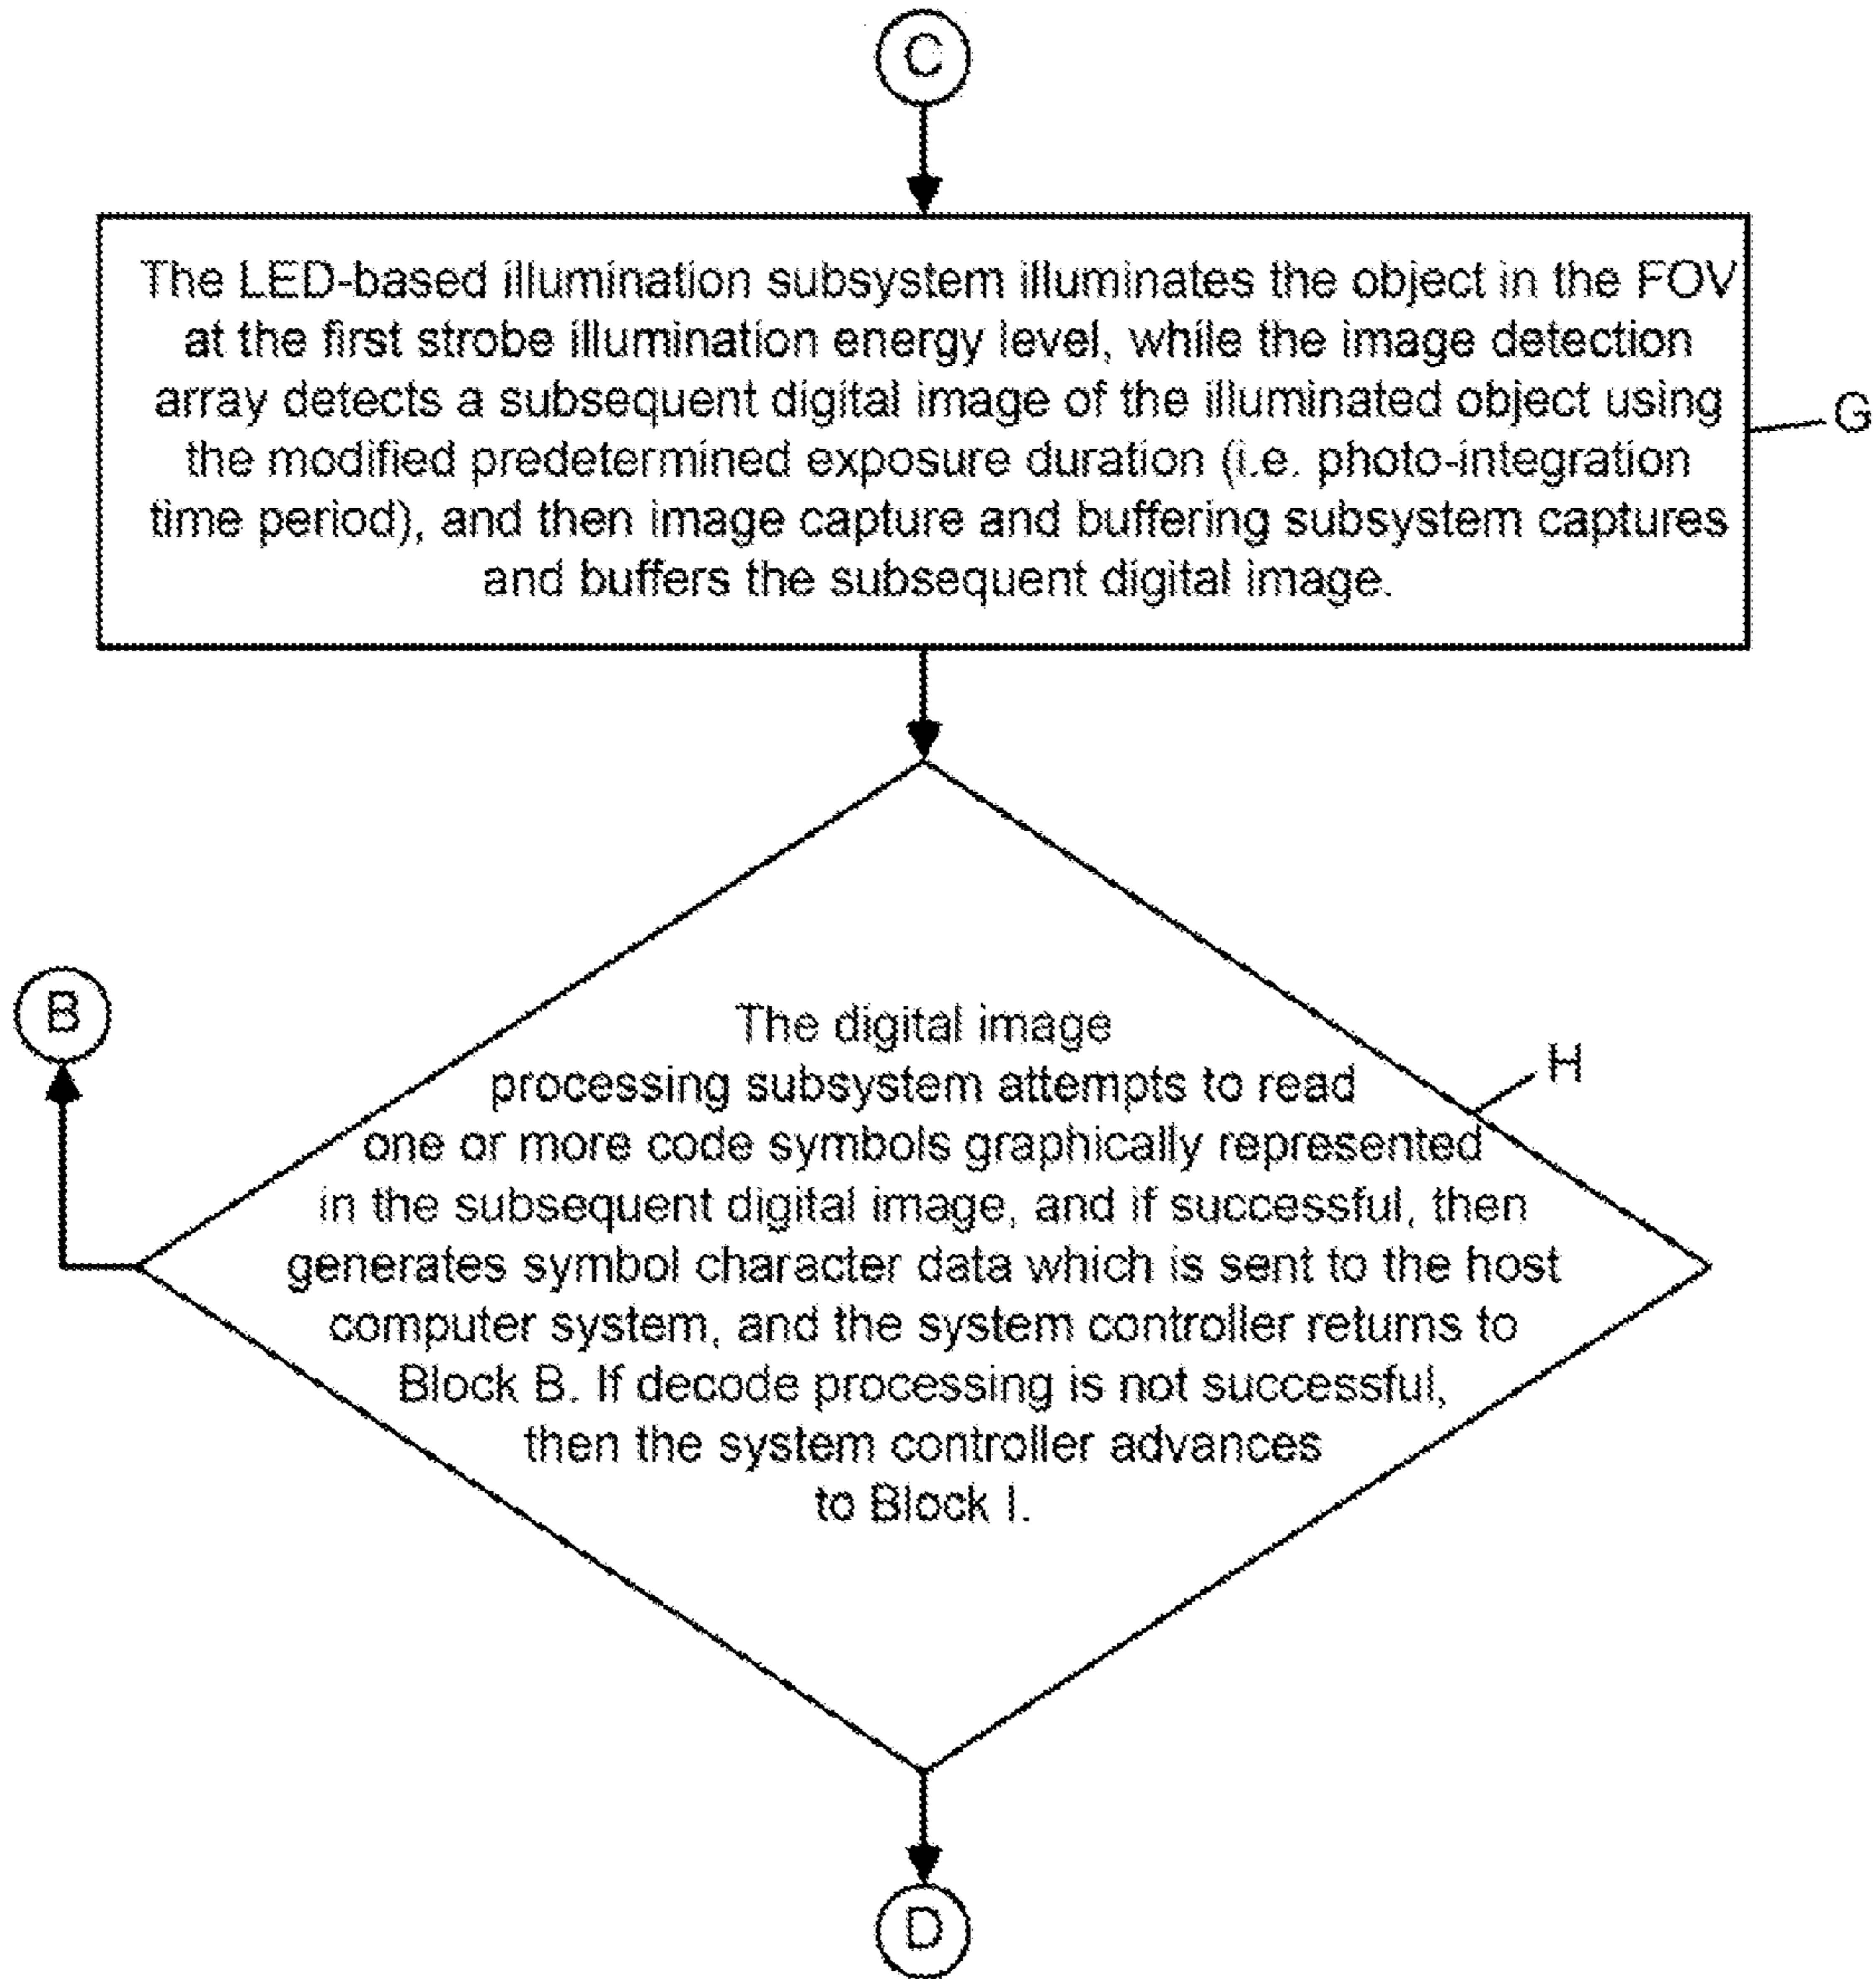 C
The LED-based illumination subsystem illuminates the object in the FOV
at the first strobe illumination energy level, while the image detection
array detects a subsequent digital image of the illuminated object using
the modified predetermined exposure duration (i.e. photo-integration
time period), and then image capture and buffering subsystem captures
and buffers the subsequent digital image.
G
B
The digital image
processing subsystem attempts to read
one or more code symbols graphically represented
in the subsequent digital image, and if successful, then
generates symbol character data which is sent to the host
computer system, and the system controller returns to
Block B. If decode processing is not successful,
then the system controller advances
to Block I.
H
D